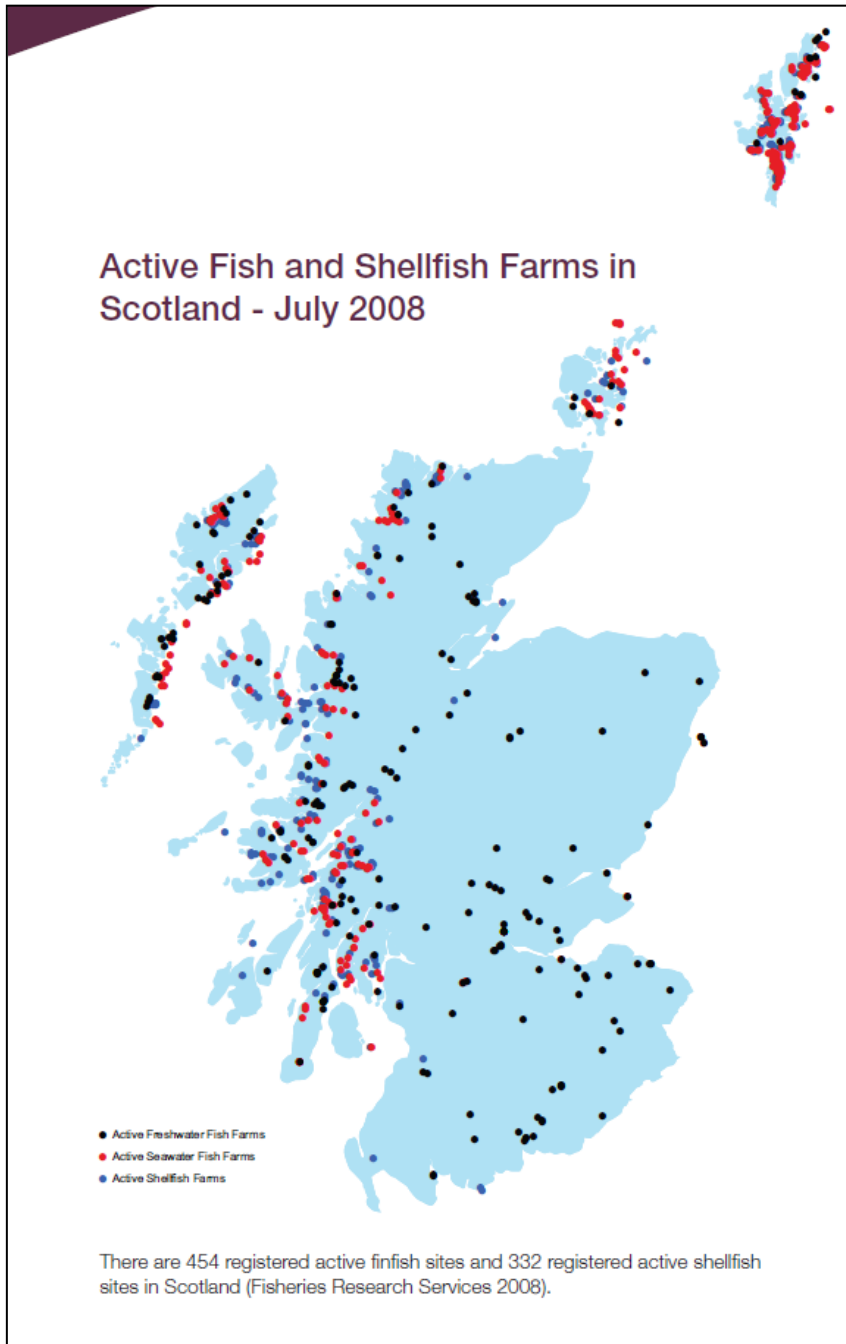 Active Fish and Shellfish Farms in
Scotland - July 2008
Active Freshwater Fish Farms
Active Seawater Fish Farms
Active Shellfish Farms
There are 454 registered active finfish sites and 332 registered active shellfish
sites in Scotland (Fisheries Research Services 2008).